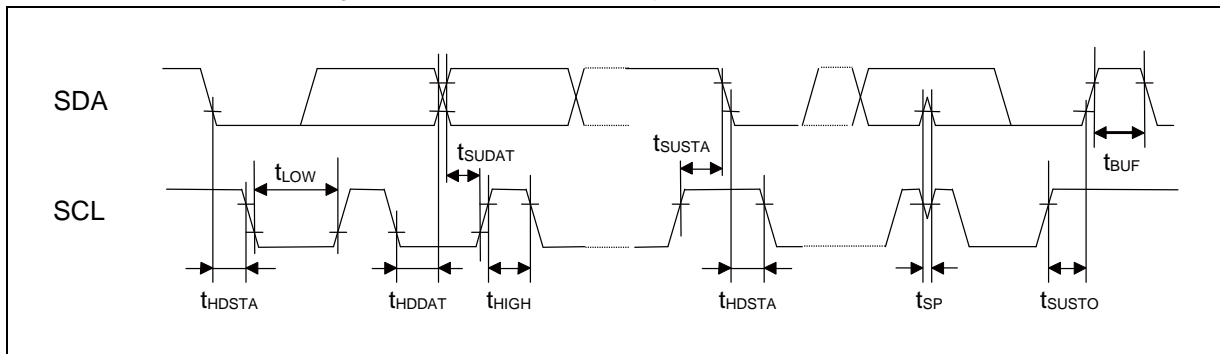 SDA
tSUDAT
tSUSTA
tBUF
tLOW
SCL
tHDSTA
tHDDAT
tHIGH
tHDSTA
tSP
tSUSTO